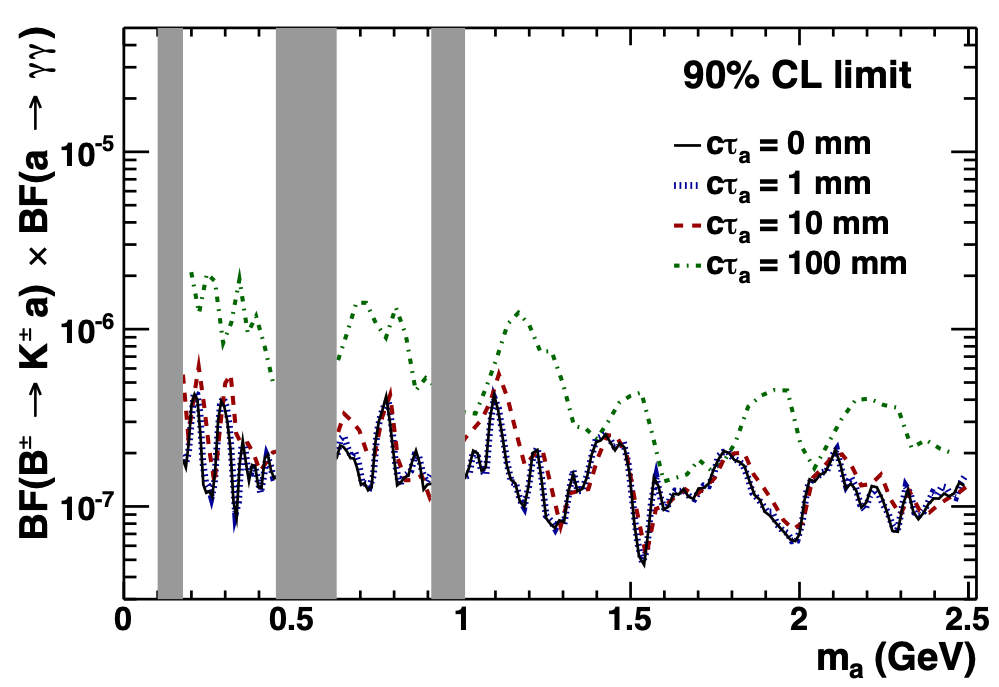 BF(B± → K± a) × BF(a → γγ)
90% CL limit
cτa = 0 mm
cτa = 1 mm
cτa = 10 mm
cτa = 100 mm
10-5
10-6
10-7
0 0.5 1 1.5 2 2.5
ma (GeV)